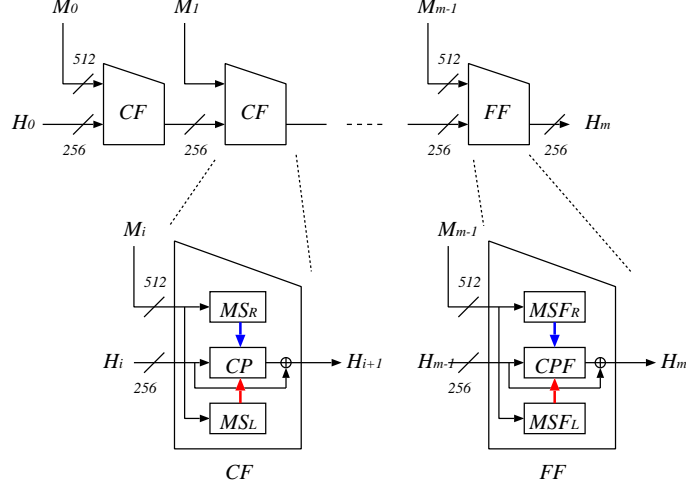 M0 M1 Mm-1
512 512
CF CF FF
H0 Hm
256 256 256 256
Mi Mm-1
512 512
MSR MSFR
Hi CP Hi+1 Hm-1 CPF Hm
256 256
MSL MSFL
CF FF